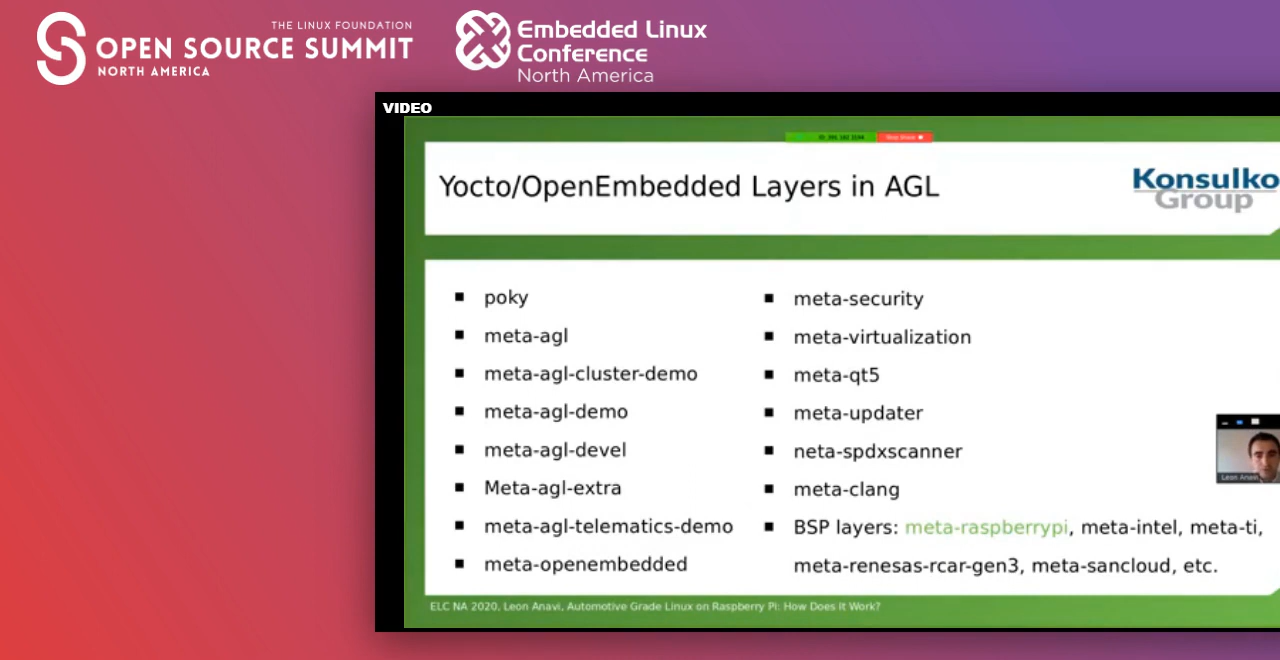 THE LINUX FOUNDATION
OPEN SOURCE SUMMIT
NORTH AMERICA
Embedded Linux
Conference
North America
VIDEO
Yocto/OpenEmbedded Layers in AGL
Konsulko
Group
poky
meta-agl
meta-agl-cluster-demo
meta-agl-demo
meta-agl-devel
Meta-agl-extra
meta-agl-telematics-demo
meta-openembedded
meta-security
meta-virtualization
meta-qt5
meta-updater
neta-spdxscanner
meta-clang
BSP layers: meta-raspberrypi, meta-intel, meta-ti,
meta-renesas-rcar-gen3, meta-sancloud, etc.
Leon Anavi
ELC NA 2020, Leon Anavi, Automotive Grade Linux on Raspberry Pi: How Does It Work?